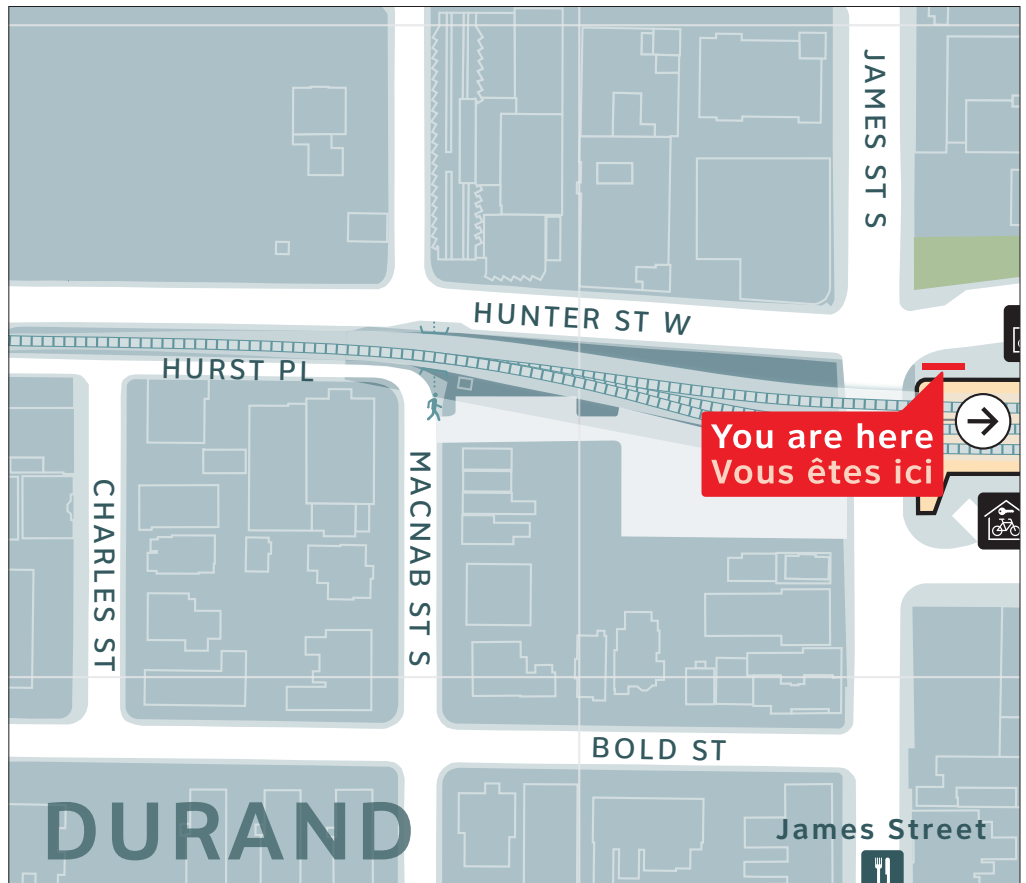 JAMES ST S
HUNTER ST W
HURST PL
You are here
Vous êtes ici
CHARLES ST
MACNAB ST S
BOLD ST
DURAND
James Street